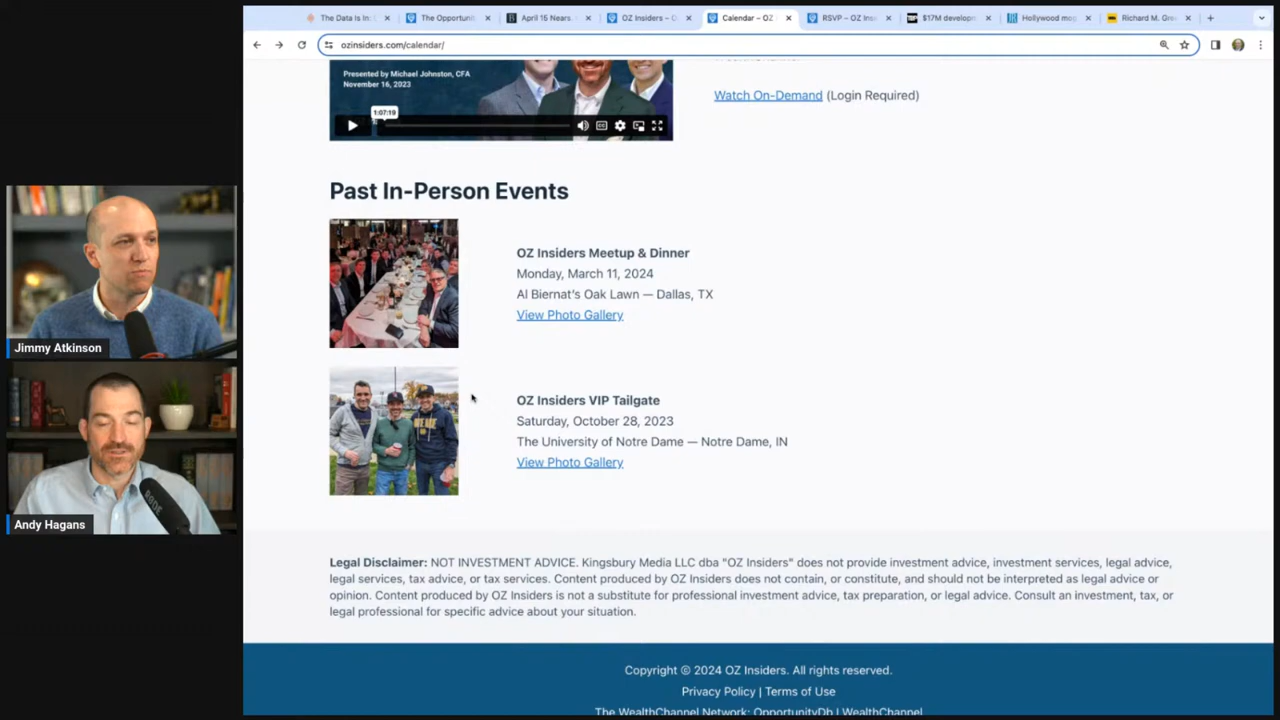 The Data is In:
The Opportuni
April 15 Nears.
OZ Insiders – O
Calendar – OZ
RSVP – OZ Ins
$17M developm
Hollywood mog
Richard M. Gre
ozinsiders.com/calendar/
Presented by Michael Johnston, CFA
November 16, 2023
1:07:19
Watch On-Demand (Login Required)
Past In-Person Events
OZ Insiders Meetup & Dinner
Monday, March 11, 2024
Al Biernat's Oak Lawn — Dallas, TX
View Photo Gallery
OZ Insiders VIP Tailgate
Saturday, October 28, 2023
The University of Notre Dame — Notre Dame, IN
View Photo Gallery
Jimmy Atkinson
RODE
Andy Hagans
Legal Disclaimer: NOT INVESTMENT ADVICE. Kingsbury Media LLC dba "OZ Insiders" does not provide investment advice, investment services, legal advice,
legal services, tax advice, or tax services. Content produced by OZ Insiders does not contain, or constitute, and should not be interpreted as legal advice or
opinion. Content produced by OZ Insiders is not a substitute for professional investment advice, tax preparation, or legal advice. Consult an investment, tax, or
legal professional for specific advice about your situation.
Copyright © 2024 OZ Insiders. All rights reserved.
Privacy Policy | Terms of Use
The WealthChannel Network: OpportunityDb | WealthChannel